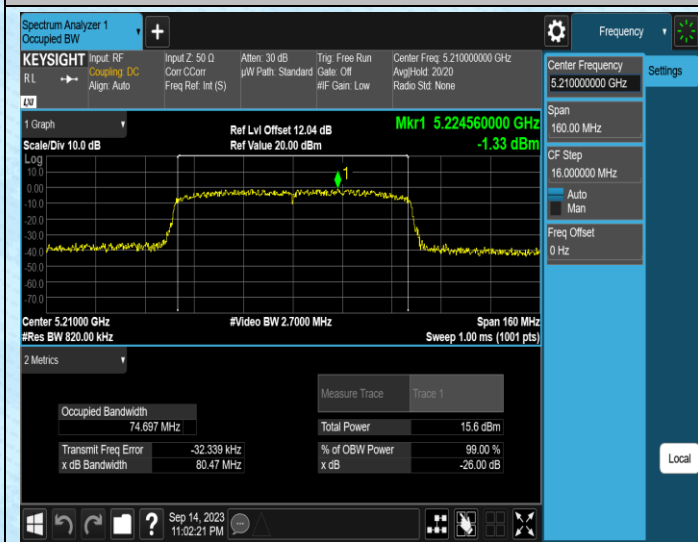 Spectrum Analyzer 1
Occupied BW
Frequency
KEYSIGHT
RL
LXI
Input: RF
Coupling: DC
Align: Auto
Input Z: 50 Ω
Corr CCorr
Freq Ref: Int (S)
Atten: 30 dB
µW Path: Standard
Trig: Free Run
Gate: Off
#IF Gain: Low
Center Freq: 5.210000000 GHz
Avg|Hold: 20/20
Radio Std: None
Center Frequency
5.210000000 GHz
Settings
Span
160.00 MHz
CF Step
16.000000 MHz
Auto
Man
Freq Offset
0 Hz
Local
1 Graph
Scale/Div 10.0 dB
Ref Lvl Offset 12.04 dB
Ref Value 20.00 dBm
Mkr1 5.224560000 GHz
-1.33 dBm
Log
10.0
0.00
-10.0
-20.0
-30.0
-40.0
-50.0
-60.0
-70.0
1
Center 5.21000 GHz
#Res BW 820.00 kHz
#Video BW 2.7000 MHz
Span 160 MHz
Sweep 1.00 ms (1001 pts)
2 Metrics
Measure Trace Trace 1
Occupied Bandwidth
74.697 MHz
Total Power 15.6 dBm
Transmit Freq Error -32.339 kHz
% of OBW Power 99.00 %
x dB Bandwidth 80.47 MHz
x dB -26.00 dB
?
Sep 14, 2023
11:02:21 PM